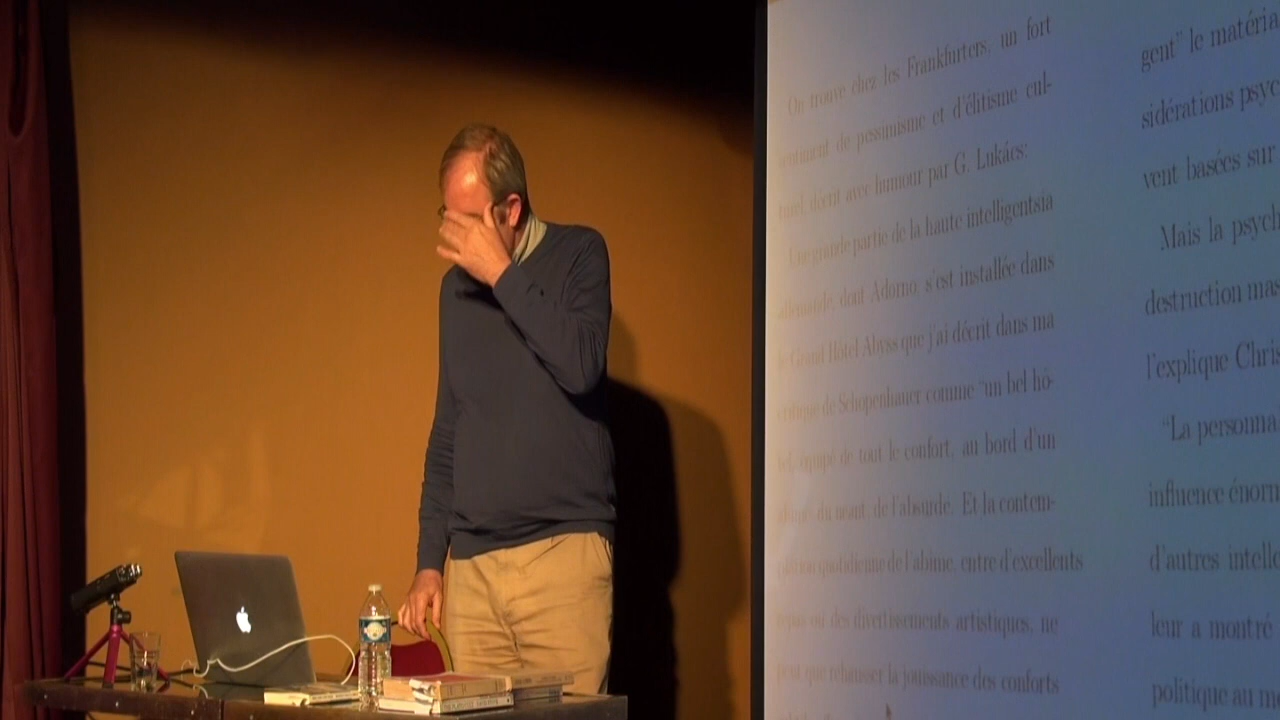 On trouve chez les Frankfurters, un fort
sentiment de pessimisme et d'élitisme cul-
turel, décrit avec humour par G. Lukács:
Une grande partie de la haute intelligentsia
allemande, dont Adorno, s'est installée dans
le Grand Hôtel Abyss que j'ai décrit dans ma
critique de Schopenhauer comme "un bel hô-
tel, équipé de tout le confort, au bord d'un
du néant, de l'absurde. Et la contem-
plation quotidienne de l'abîme, entre d'excellents
repas ou des divertissements artistiques, ne
peut que rehausser la jouissance des conforts
gent" le matéria
sidérations psyc
vent basées sur
Mais la psych
destruction mas
l'explique Chris
"La personna
influence énorm
d'autres intelle
leur a montré
politique au m